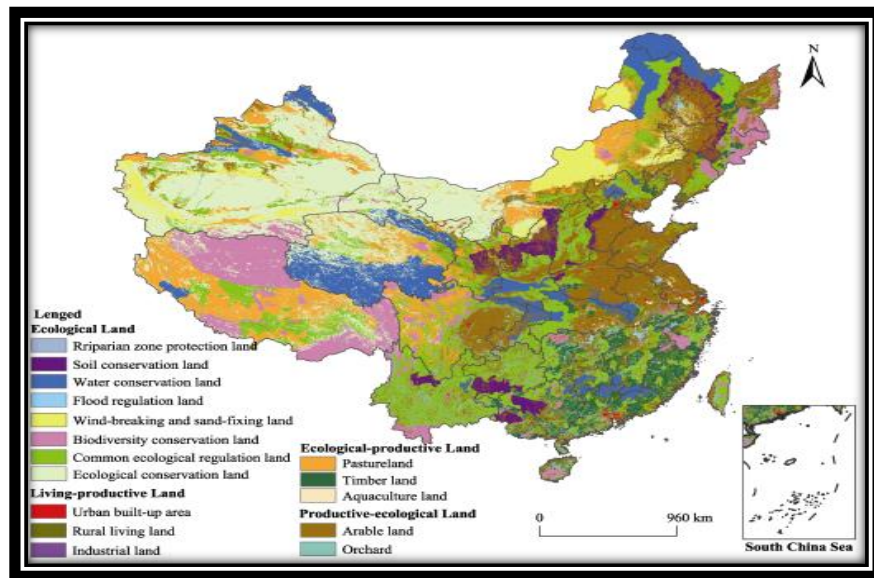 N
Lenged
Ecological Land
Rriparian zone protection land
Soil conservation land
Water conservation land
Flood regulation land
Wind-breaking and sand-fixing land
Biodiversity conservation land
Common ecological regulation land
Ecological conservation land
Living-productive Land
Urban built-up area
Rural living land
Industrial land
Ecological-productive Land
Pastureland
Timber land
Aquaculture land
Productive-ecological Land
Arable land
Orchard
0 960 km
South China Sea